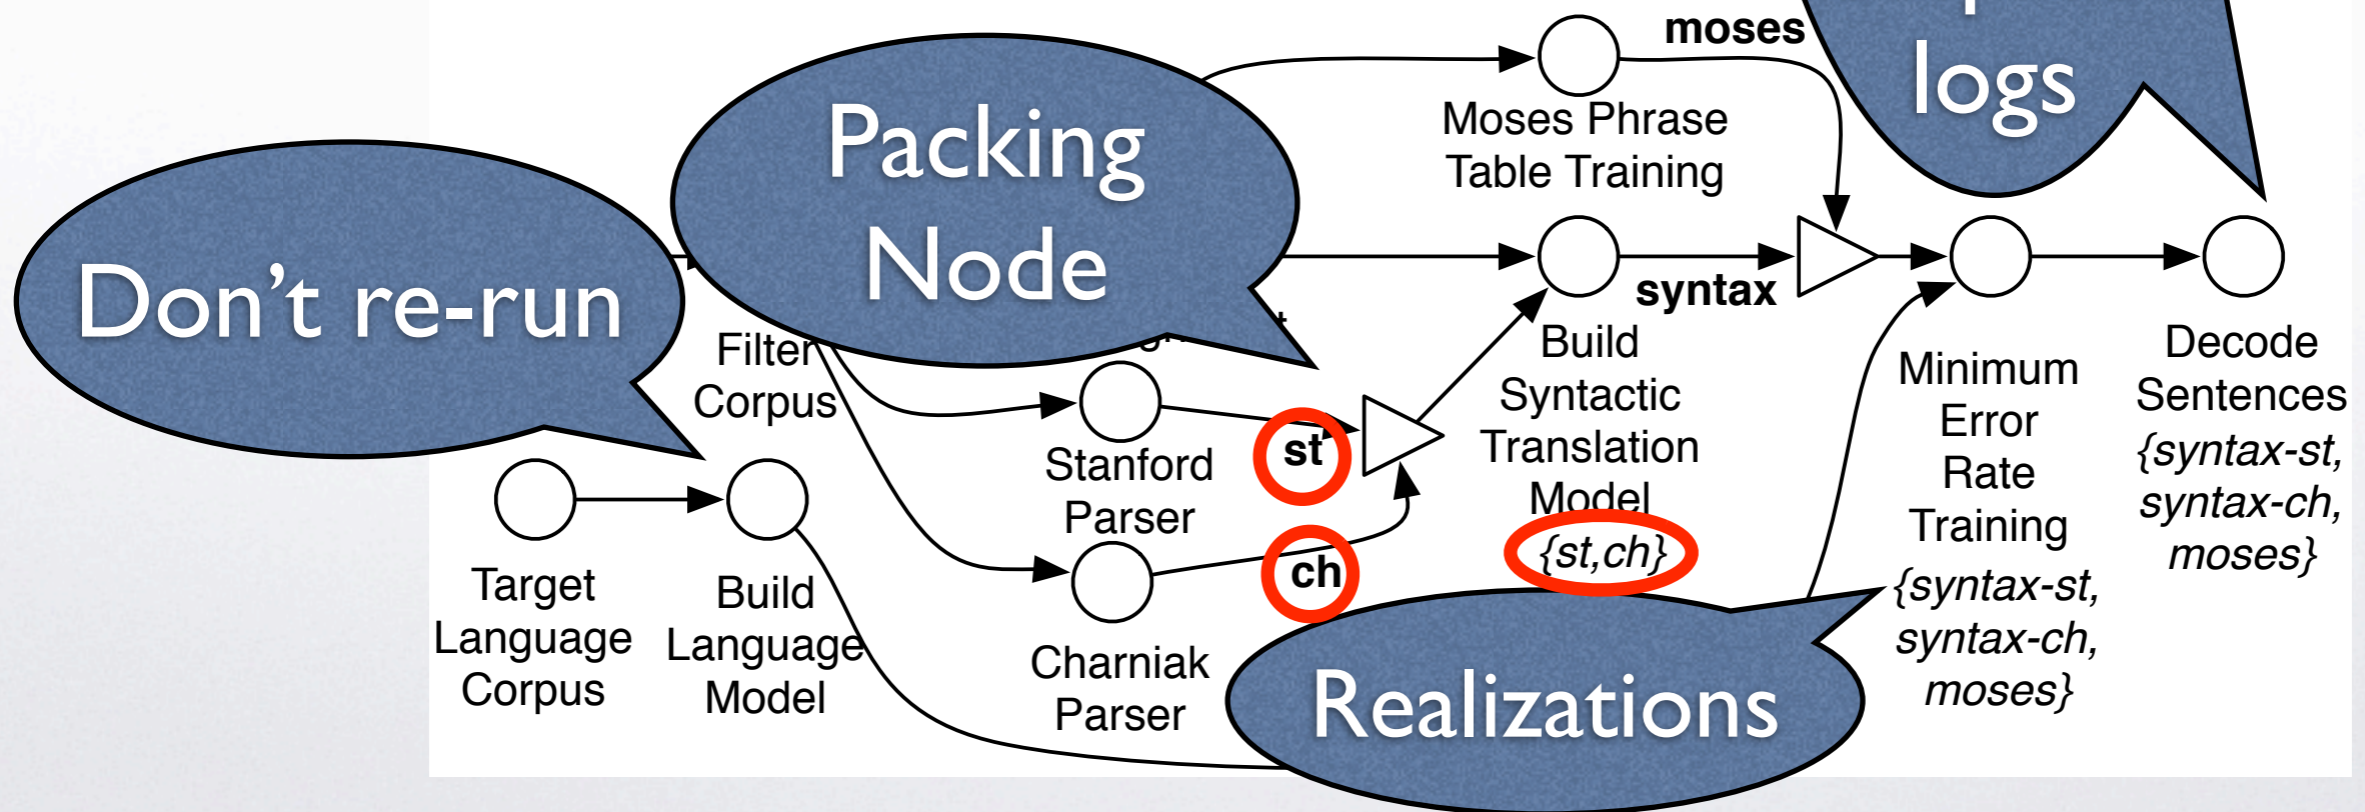 moses
logs
Moses Phrase
Table Training
Packing
Node
Don't re-run
syntax
Filter
Corpus
Build
Syntactic
Translation
Model
{st,ch}
Minimum
Error
Rate
Training
{syntax-st,
syntax-ch,
moses}
Decode
Sentences
{syntax-st,
syntax-ch,
moses}
st
Stanford
Parser
ch
Target
Language
Corpus
Build
Language
Model
Charniak
Parser
Realizations